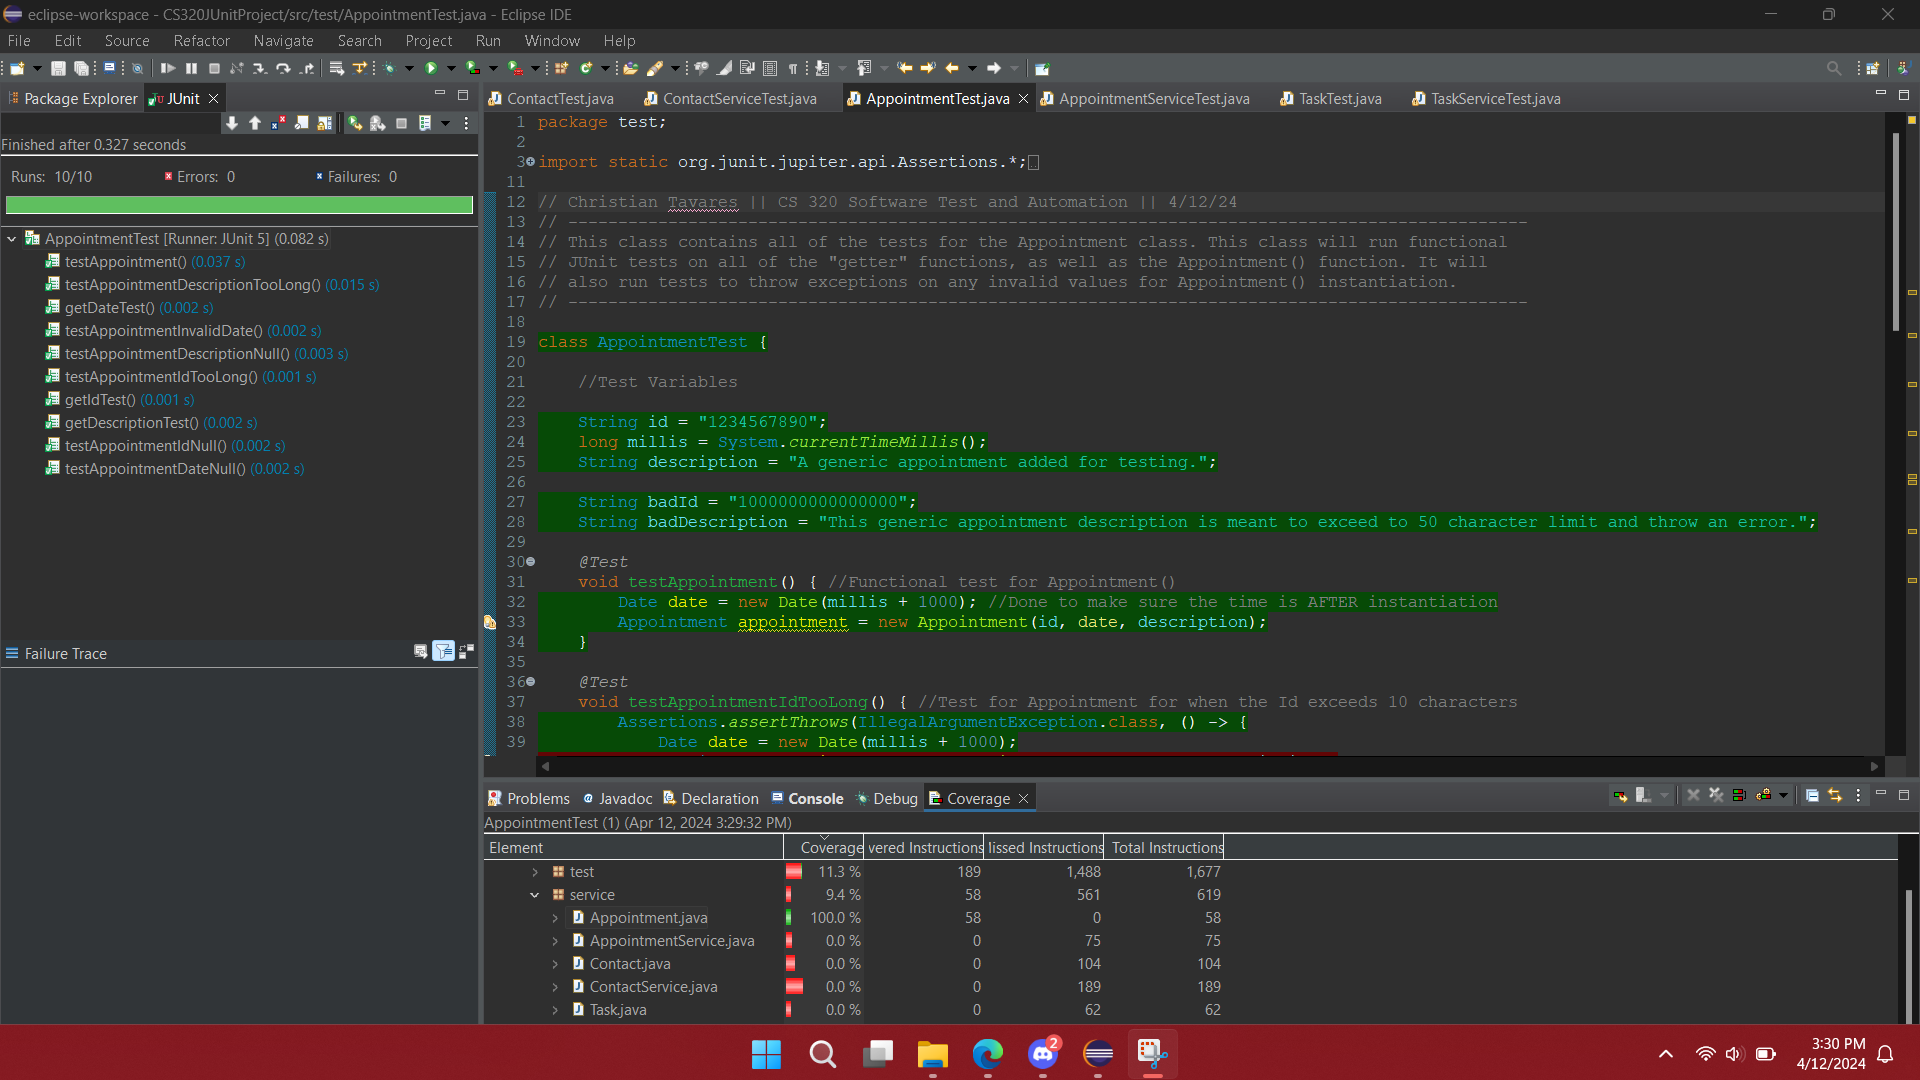 eclipse-workspace - CS320JUnitProject/src/test/AppointmentTest.java - Eclipse IDE
File Edit Source Refactor Navigate Search Project Run Window Help
Package Explorer JUnit
Finished after 0.327 seconds
Runs: 10/10 Errors: 0 Failures: 0
AppointmentTest [Runner: JUnit 5] (0.082 s)
testAppointment() (0.037 s)
testAppointmentDescriptionTooLong() (0.015 s)
getDateTest() (0.002 s)
testAppointmentInvalidDate() (0.002 s)
testAppointmentDescriptionNull() (0.003 s)
testAppointmentIdTooLong() (0.001 s)
getIdTest() (0.001 s)
getDescriptionTest() (0.002 s)
testAppointmentIdNull() (0.002 s)
testAppointmentDateNull() (0.002 s)
Failure Trace
ContactTest.java ContactServiceTest.java AppointmentTest.java AppointmentServiceTest.java TaskTest.java TaskServiceTest.java
1 package test;
2
3 import static org.junit.jupiter.api.Assertions.*;
11
12 // Christian Tavares || CS 320 Software Test and Automation || 4/12/24
13 // ------------------------------------------------------------------------------------------------
14 // This class contains all of the tests for the Appointment class. This class will run functional
15 // JUnit tests on all of the "getter" functions, as well as the Appointment() function. It will
16 // also run tests to throw exceptions on any invalid values for Appointment() instantiation.
17 // ------------------------------------------------------------------------------------------------
18
19 class AppointmentTest {
20
21 //Test Variables
22
23 String id = "1234567890";
24 long millis = System.currentTimeMillis();
25 String description = "A generic appointment added for testing.";
26
27 String badId = "1000000000000000";
28 String badDescription = "This generic appointment description is meant to exceed to 50 character limit and throw an error.";
29
30 @Test
31 void testAppointment() { //Functional test for Appointment()
32 Date date = new Date(millis + 1000); //Done to make sure the time is AFTER instantiation
33 Appointment appointment = new Appointment(id, date, description);
34 }
35
36 @Test
37 void testAppointmentIdTooLong() { //Test for Appointment for when the Id exceeds 10 characters
38 Assertions.assertThrows(IllegalArgumentException.class, () -> {
39 Date date = new Date(millis + 1000);
Problems Javadoc Declaration Console Debug Coverage
AppointmentTest (1) (Apr 12, 2024 3:29:32 PM)
Element Coverage vered Instructions lissed Instructions Total Instructions
test 11.3 % 189 1,488 1,677
service 9.4 % 58 561 619
Appointment.java 100.0 % 58 0 58
AppointmentService.java 0.0 % 0 75 75
Contact.java 0.0 % 0 104 104
ContactService.java 0.0 % 0 189 189
Task.java 0.0 % 0 62 62
2
3:30 PM
4/12/2024